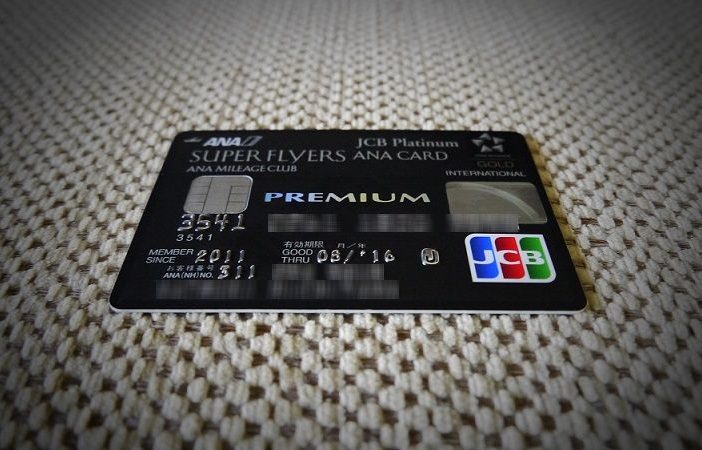 ANA JCB Platinum
SUPER FLYERS ANA CARD
ANA MILEAGE CLUB
GOLD
INTERNATIONAL
PREMIUM
3541
3541
MEMBER SINCE 2011 有効期限 月/年 GOOD THRU 08/'16 J
お客様番号
ANA(NH)NO. 311
JCB